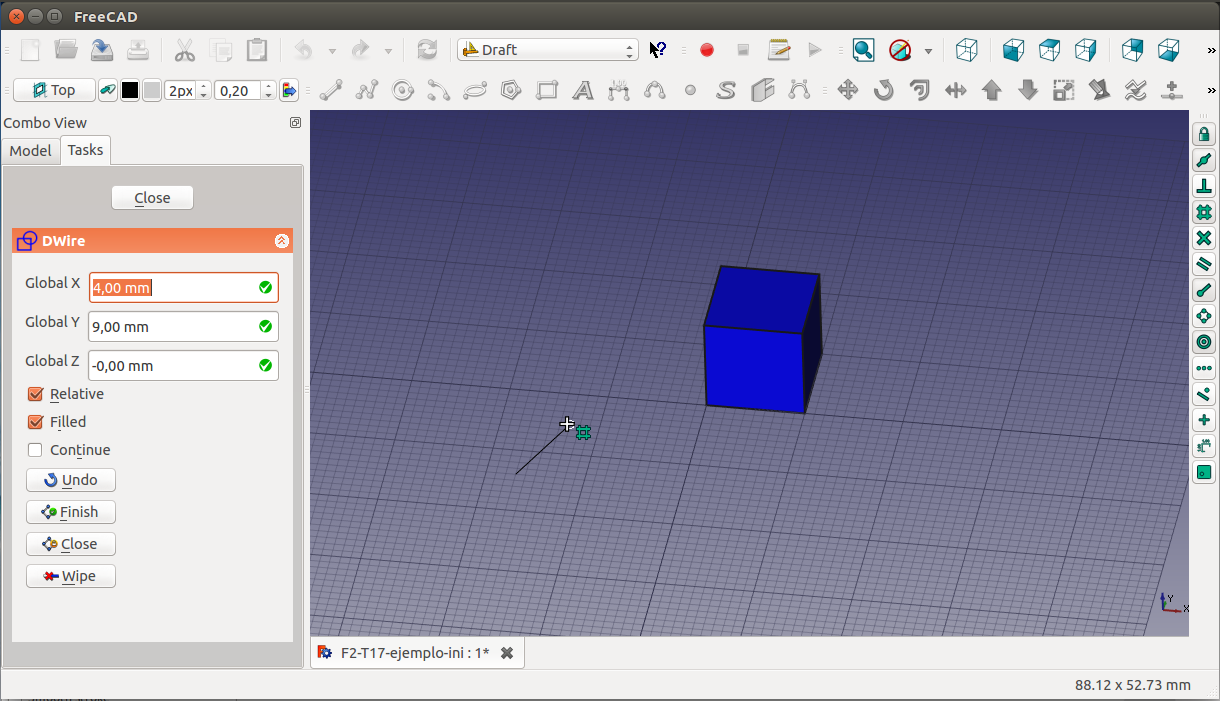 FreeCAD
Draft
»
Top
2px
0,20
»
Combo View
Model
Tasks
Close
DWire
Global X
4,00 mm
Global Y
9,00 mm
Global Z
-0,00 mm
Relative
Filled
Continue
Undo
Finish
Close
Wipe
Y
X
F2-T17-ejemplo-ini : 1*
88.12 x 52.73 mm